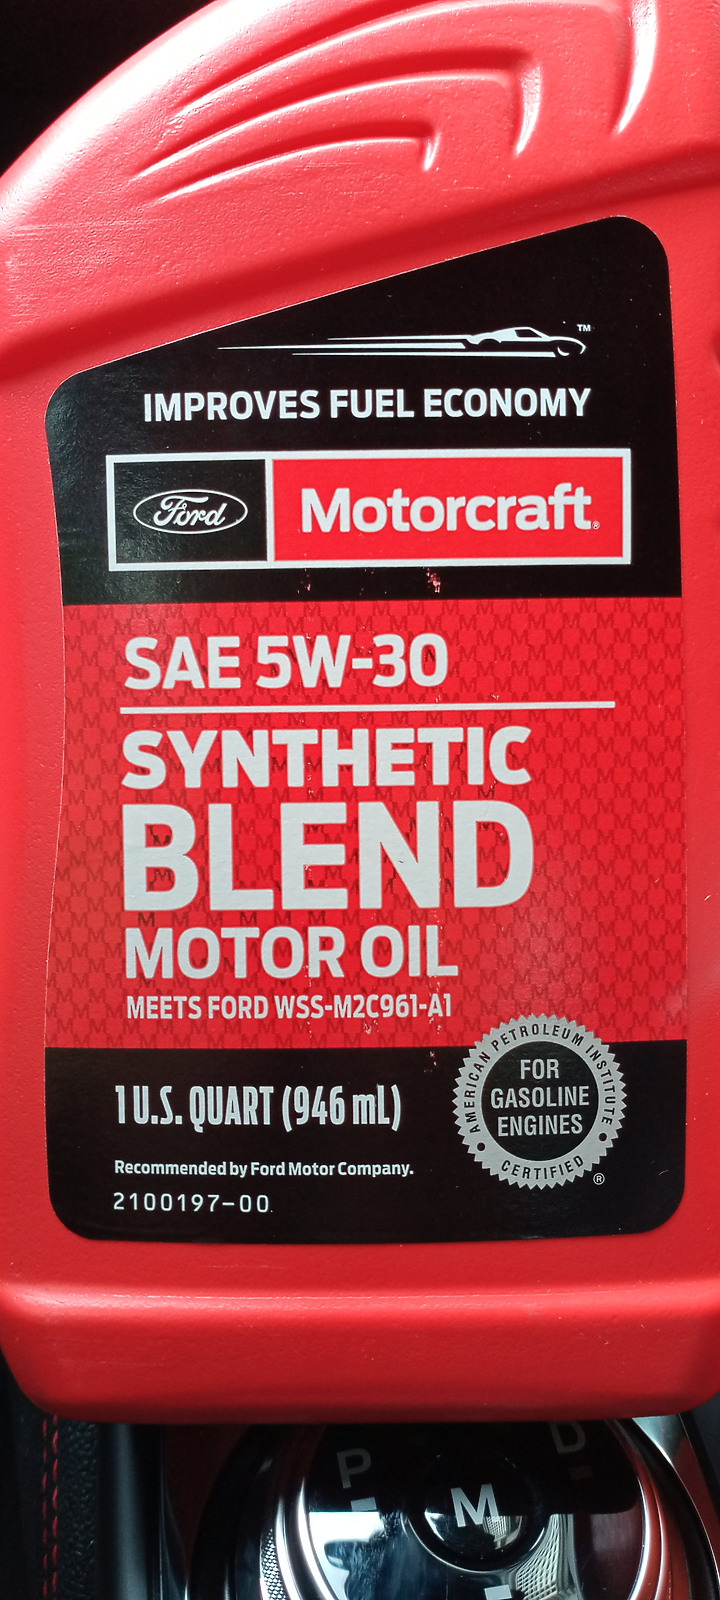 ™
IMPROVES FUEL ECONOMY
Ford Motorcraft®
SAE 5W-30
SYNTHETIC
BLEND
MOTOR OIL
MEETS FORD WSS-M2C961-A1
AMERICAN PETROLEUM INSTITUTE
FOR
GASOLINE
ENGINES
CERTIFIED
®
1 U.S. QUART (946 mL)
Recommended by Ford Motor Company.
2100197-00
P
D
M